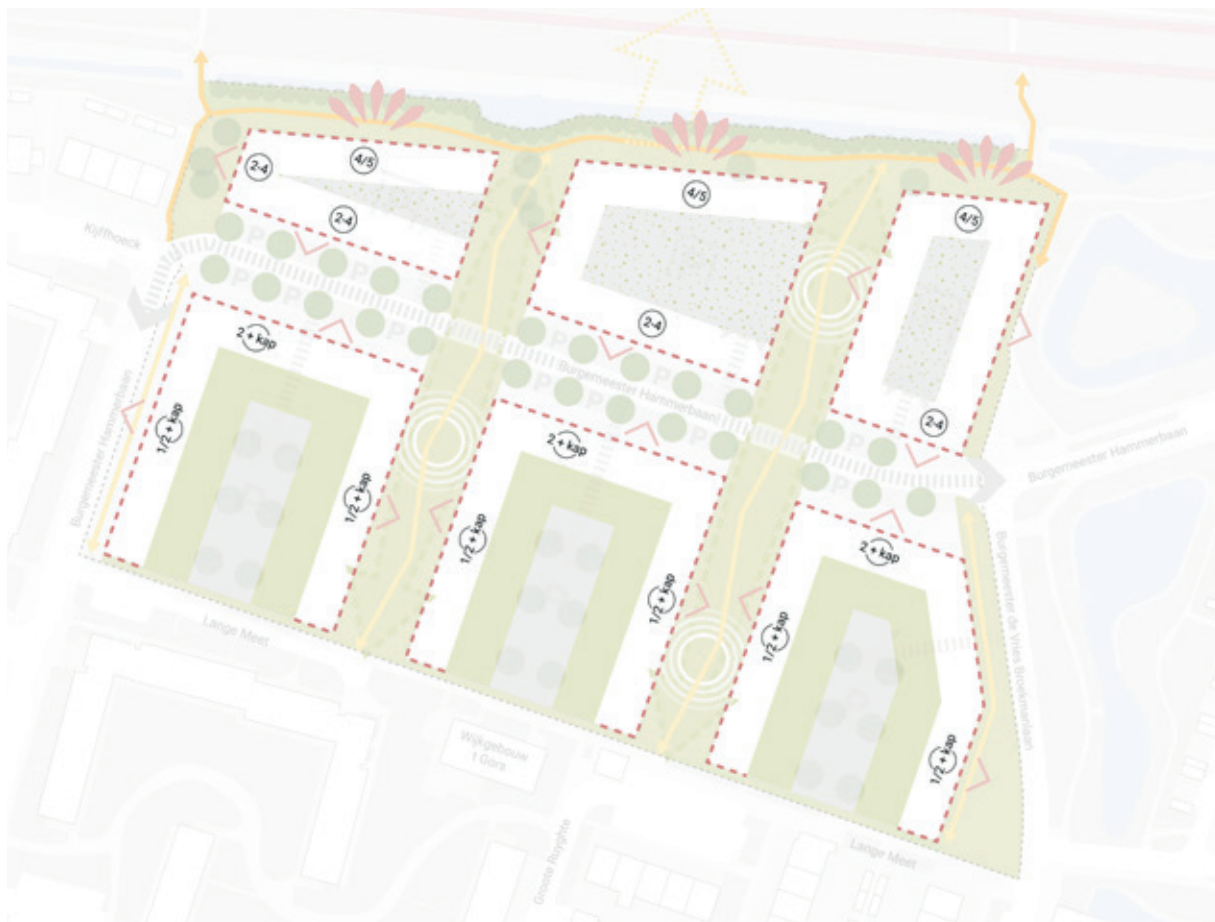 4/5
2-4
2-4
4/5
2-4
4/5
2-4
Kijfhoeck
P
P
P
P
P
P
P
P
P
P
P
P
Burgemeester Hammerbaan
Burgemeester Hammerbaan
Burgemeester Hammerbaan
2 + kap
1/2 + kap
1/2 + kap
2 + kap
1/2 + kap
1/2 + kap
2 + kap
1/2 + kap
1/2 + kap
Burgemeester de Vries Broekmanlaan
Lange Meet
Wijkgebouw
t Gors
Groote Ruyghte
Lange Meet